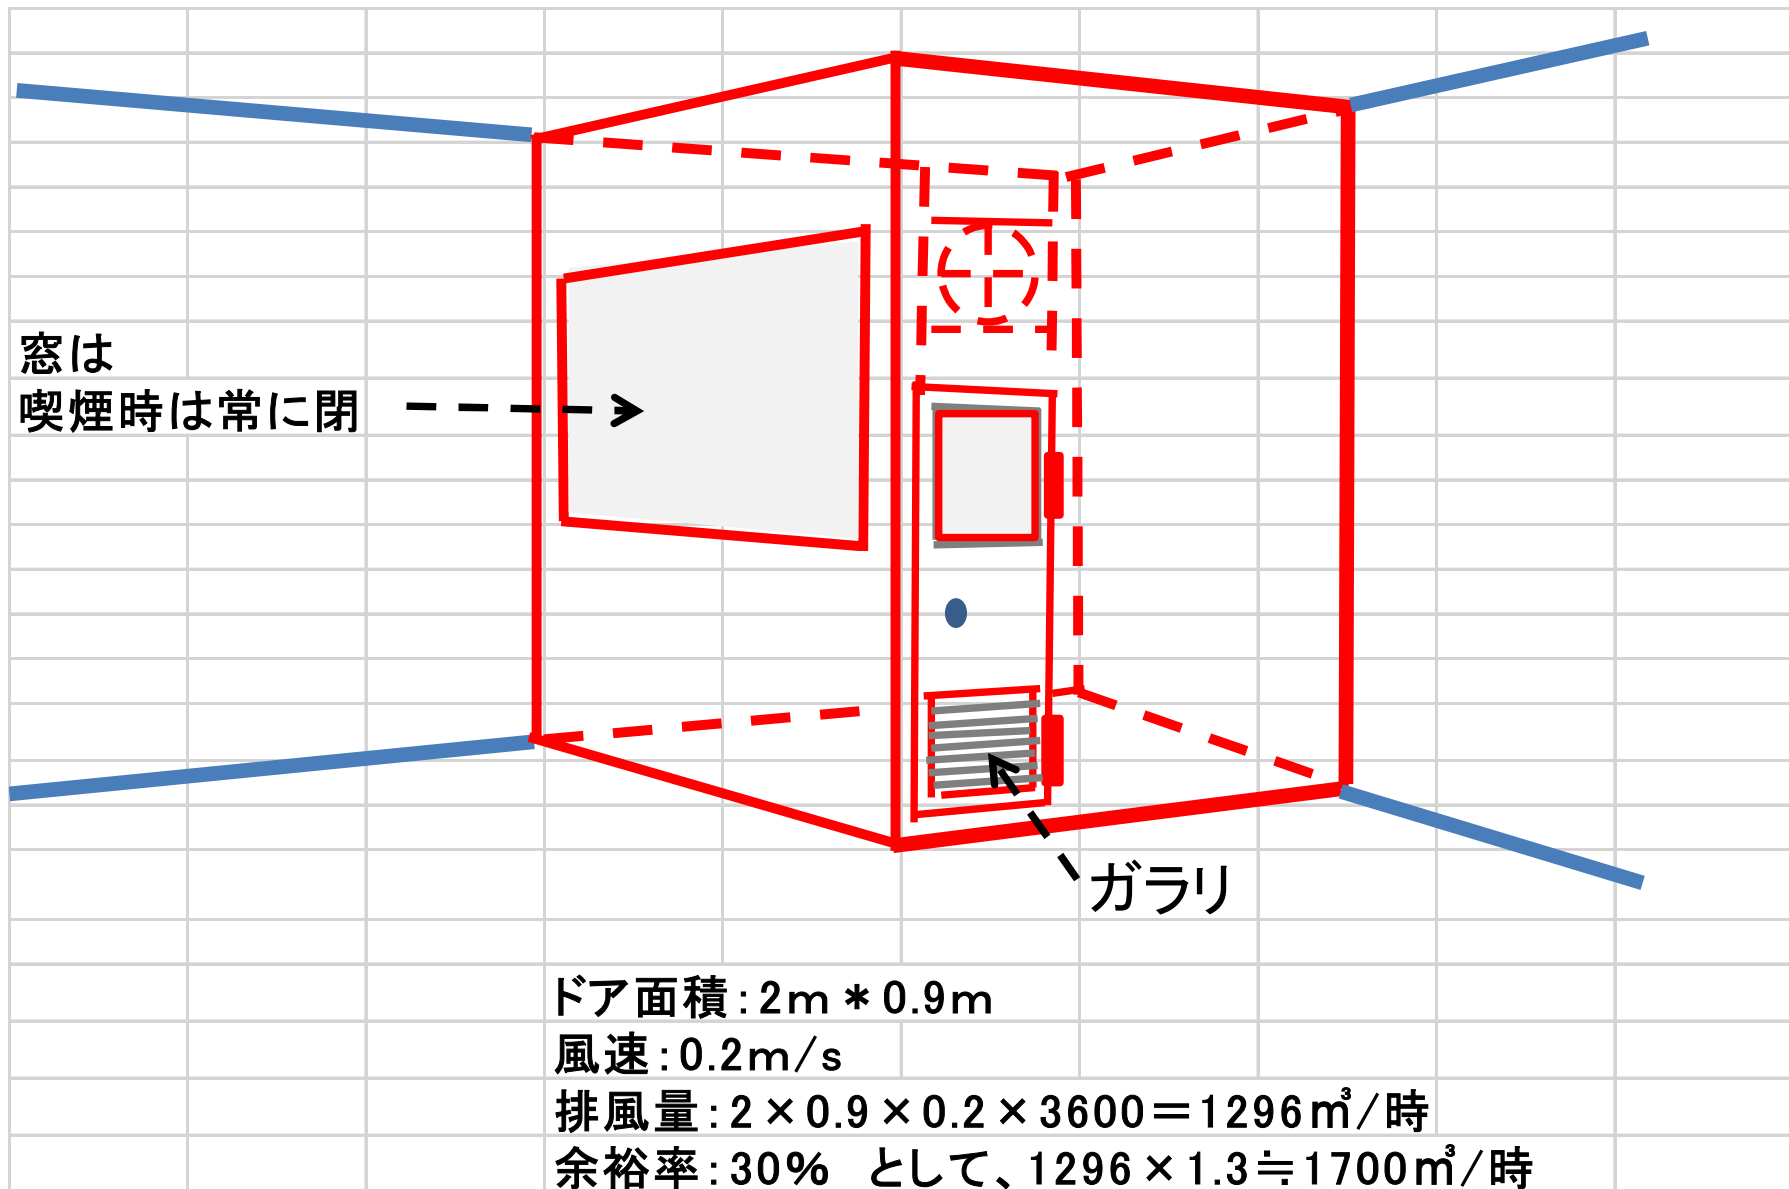 窓は
喫煙時は常に閉
ガラリ
ドア面積：2m＊0.9m
風速：0.2m/s
排風量：2×0.9×0.2×3600＝1296㎥/時
余裕率：30%　として、1296×1.3≒1700㎥/時